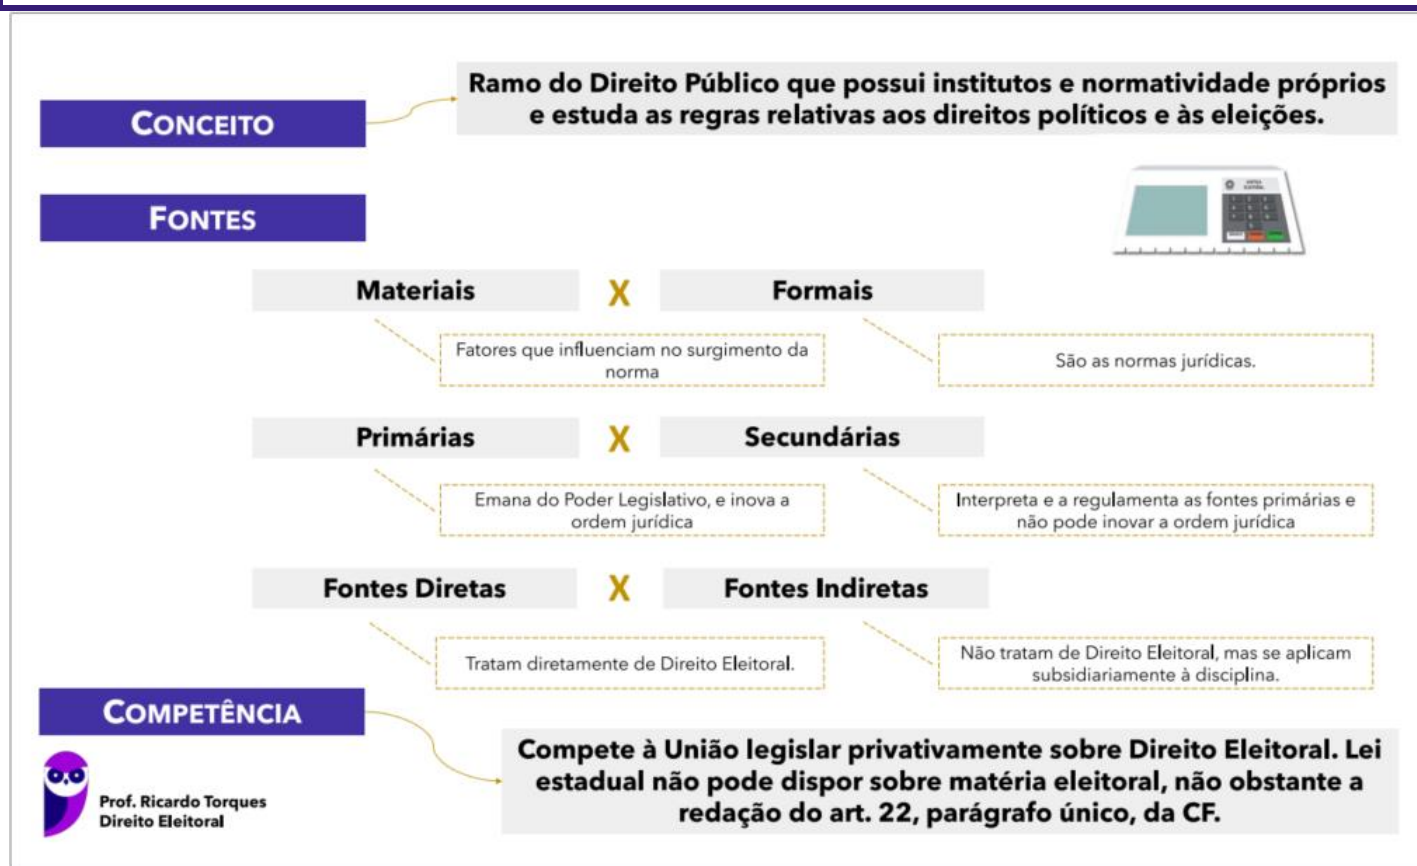 CONCEITO
Ramo do Direito Público que possui institutos e normatividade próprios
e estuda as regras relativas aos direitos políticos e às eleições.
FONTES
Materiais
X
Formais
Fatores que influenciam no surgimento da
norma
São as normas jurídicas.
Primárias
X
Secundárias
Emana do Poder Legislativo, e inova a
ordem jurídica
Interpreta e a regulamenta as fontes primárias e
não pode inovar a ordem jurídica
Fontes Diretas
X
Fontes Indiretas
Tratam diretamente de Direito Eleitoral.
Não tratam de Direito Eleitoral, mas se aplicam
subsidiariamente à disciplina.
COMPETÊNCIA
Compete à União legislar privativamente sobre Direito Eleitoral. Lei
estadual não pode dispor sobre matéria eleitoral, não obstante a
redação do art. 22, parágrafo único, da CF.
Prof. Ricardo Torques
Direito Eleitoral